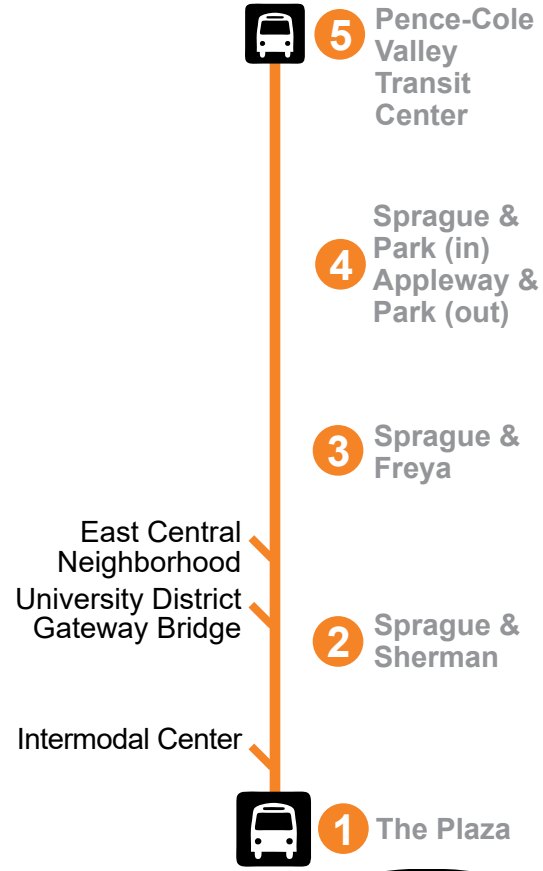 5 Pence-Cole
Valley
Transit
Center
Sprague &
Park (in)
4 Appleway &
Park (out)
3 Sprague &
Freya
East Central
Neighborhood
University District
Gateway Bridge
2 Sprague &
Sherman
Intermodal Center
1 The Plaza